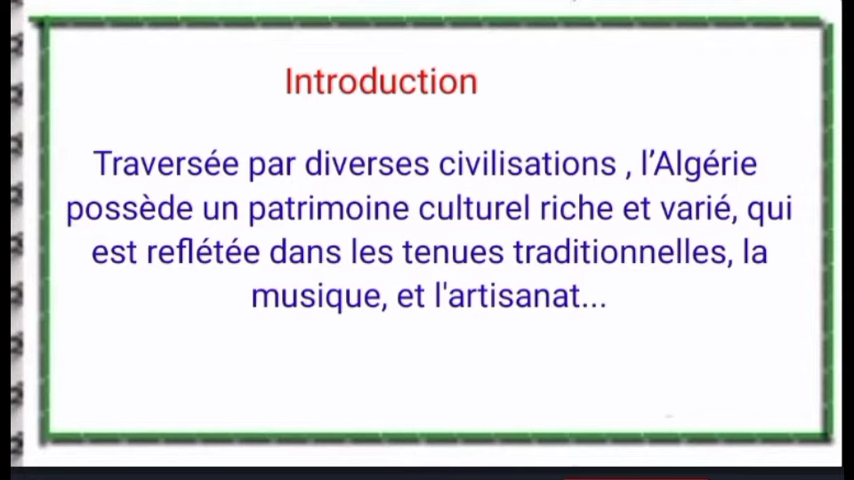 Introduction
Traversée par diverses civilisations , l’Algérie
possède un patrimoine culturel riche et varié, qui
est reflétée dans les tenues traditionnelles, la
musique, et l'artisanat...